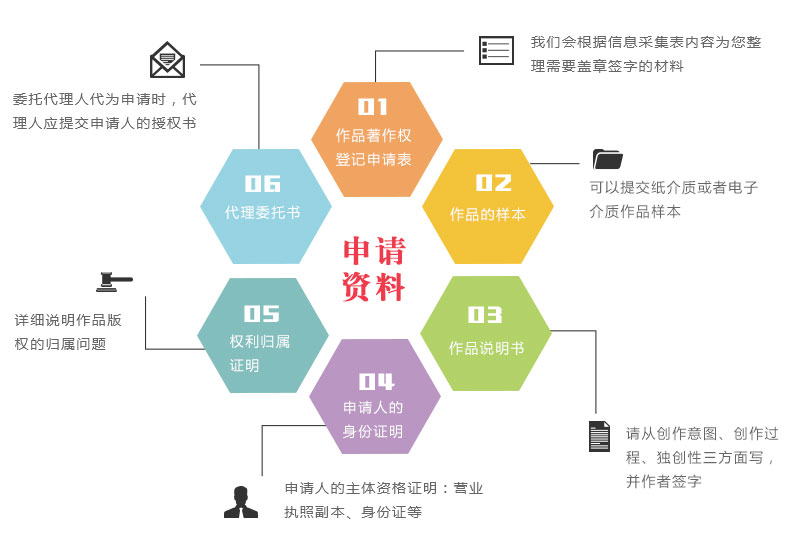 申请
资料
01
作品著作权
登记申请表
我们会根据信息采集表内容为您整
理需要盖章签字的材料
02
作品的样本
可以提交纸介质或者电子
介质作品样本
03
作品说明书
请从创作意图、创作过
程、独创性三方面写，
并作者签字
04
申请人的
身份证明
申请人的主体资格证明：营业
执照副本、身份证等
05
权利归属
证明
详细说明作品版
权的归属问题
06
代理委托书
委托代理人代为申请时，代
理人应提交申请人的授权书